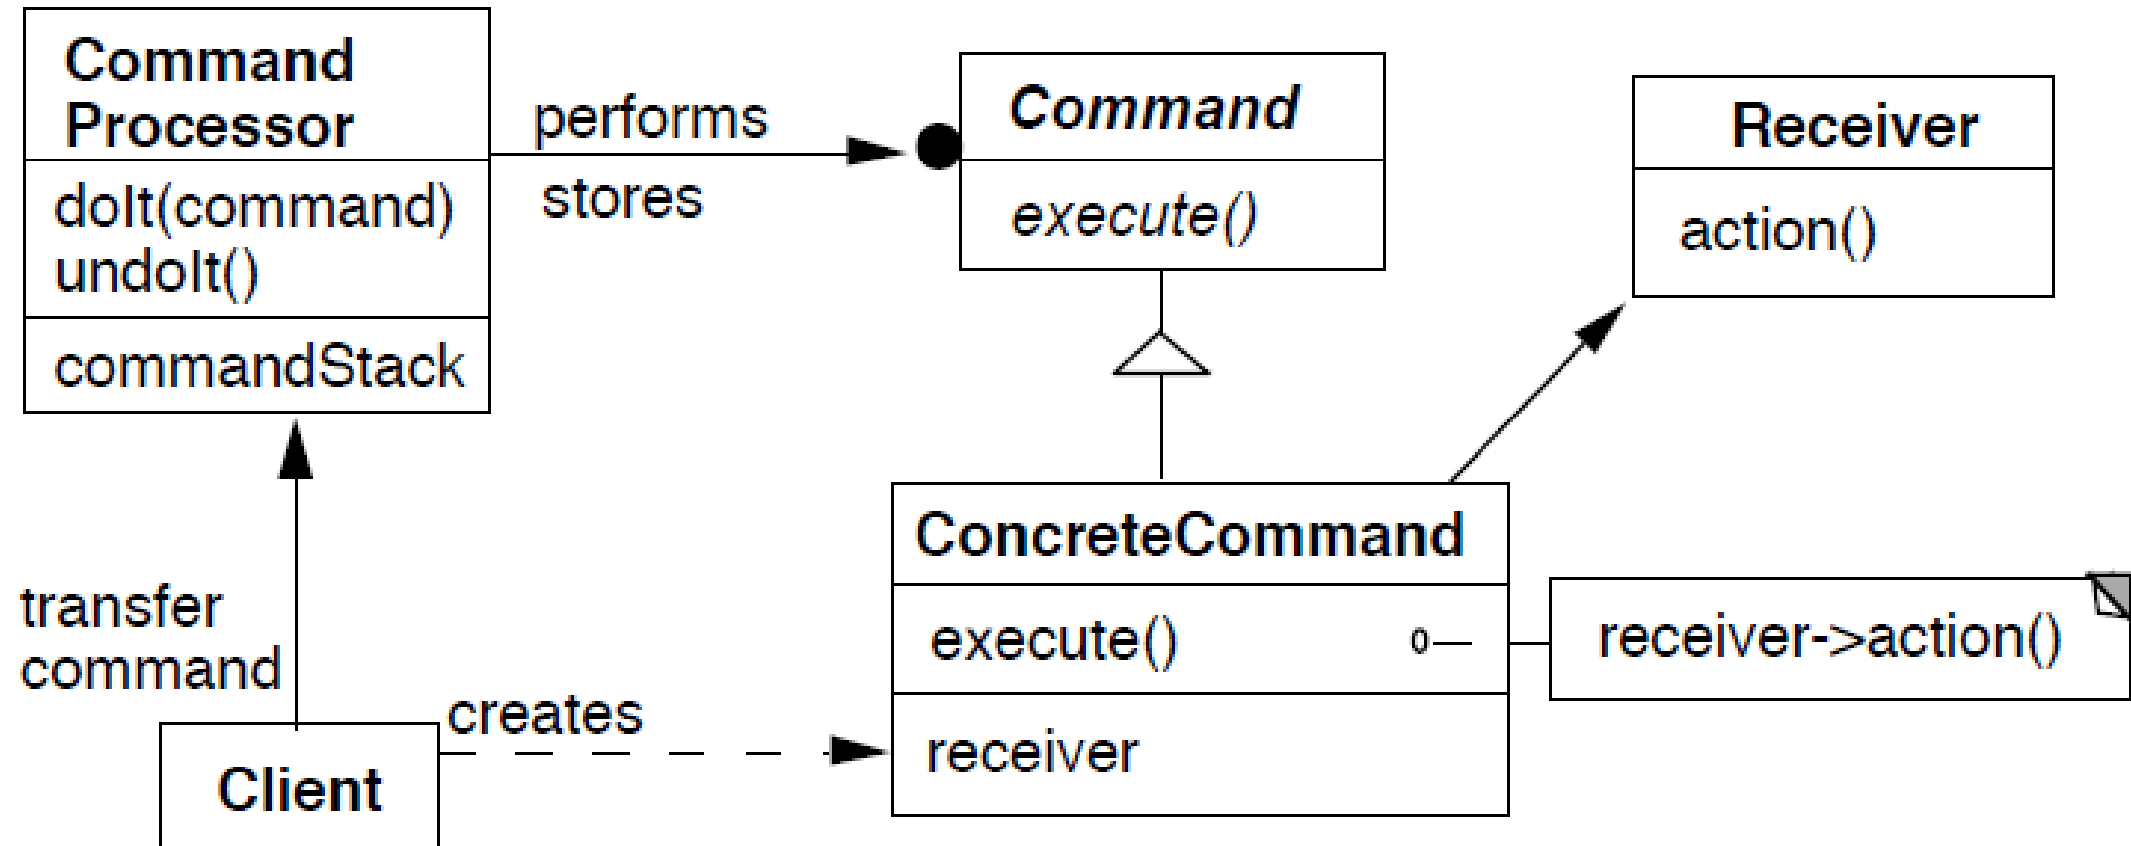 Command
Processor
doIt(command)
undoIt()
commandStack
performs
stores
Command
execute()
Receiver
action()
transfer
command
creates
Client
ConcreteCommand
execute()
receiver
receiver->action()